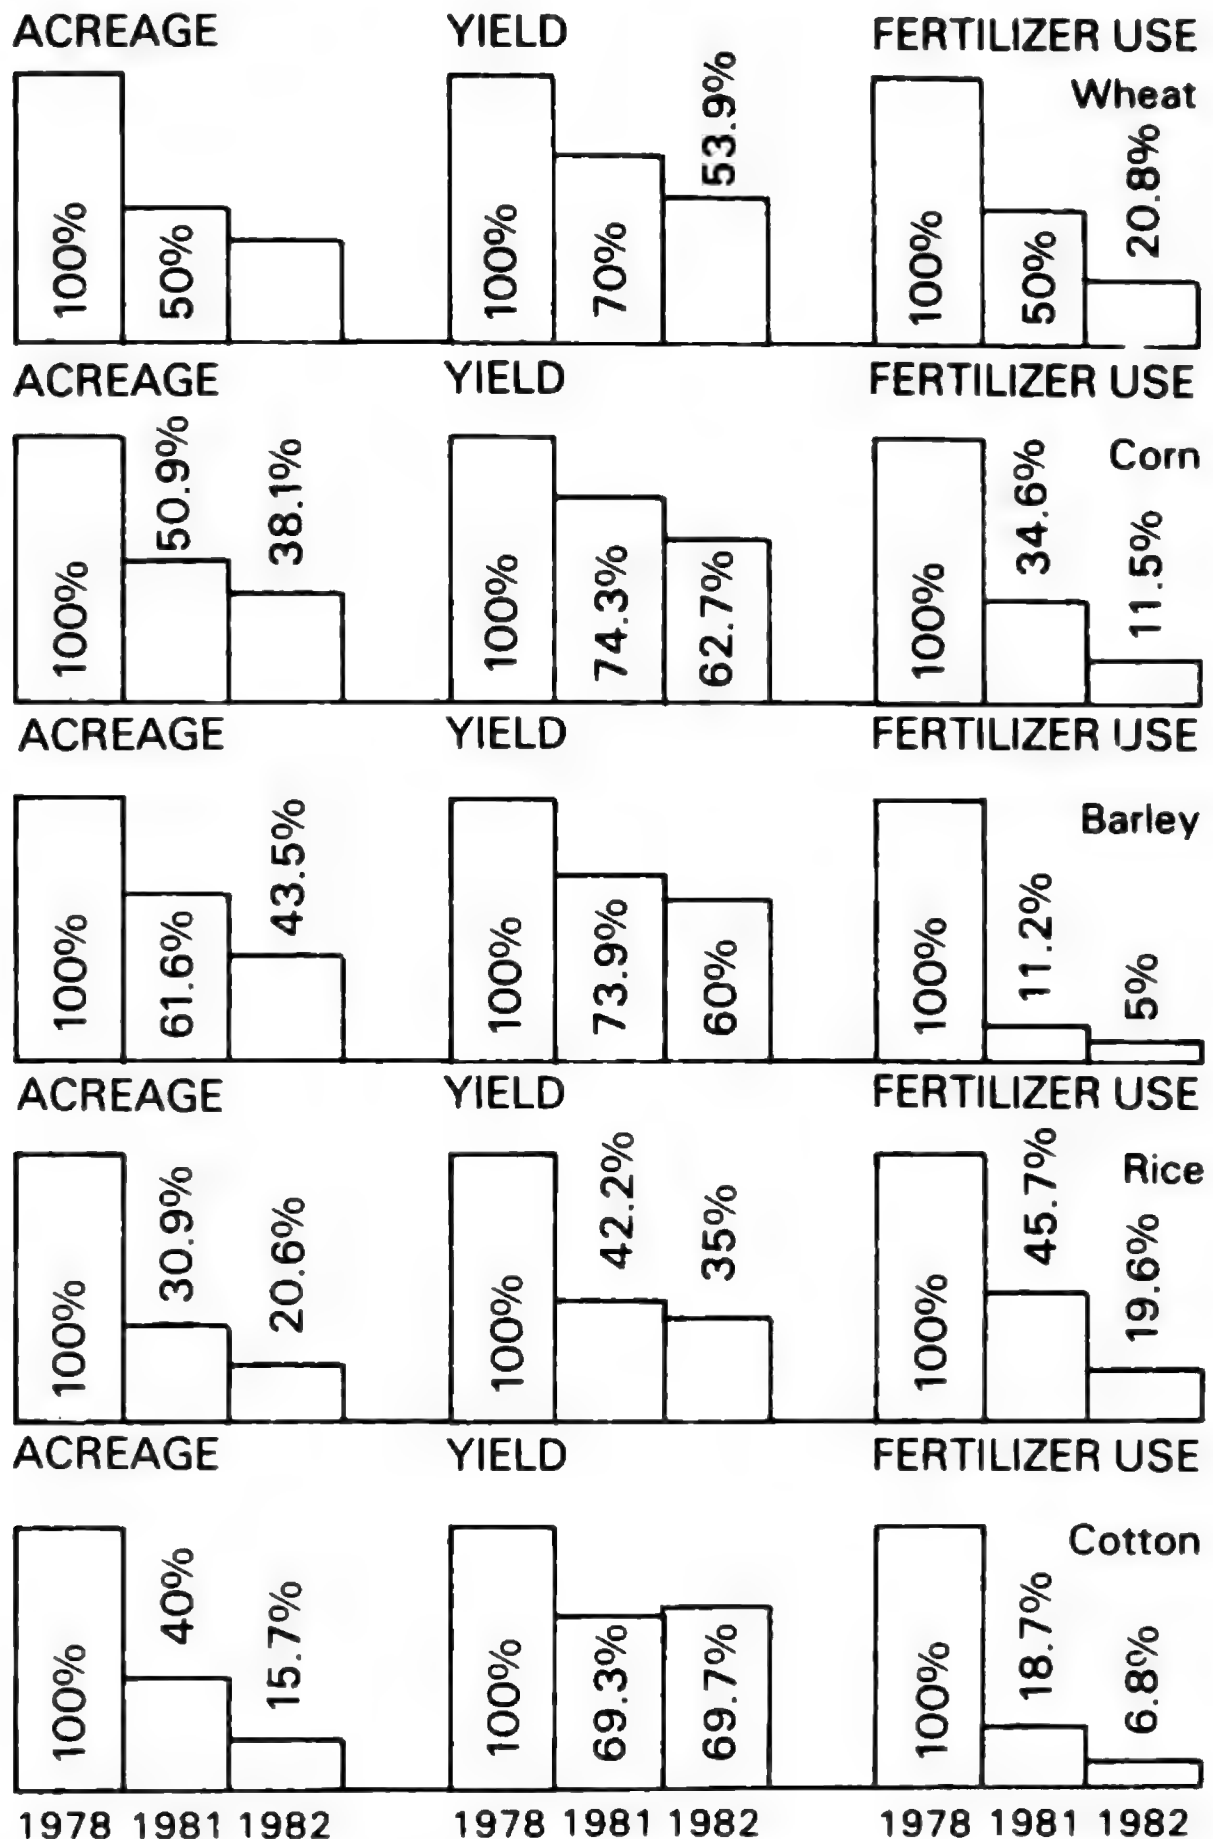 ACREAGE YIELD FERTILIZER USE
Wheat
100% 50% 100% 70% 53.9% 100% 50% 20.8%
ACREAGE YIELD FERTILIZER USE
Corn
100% 50.9% 38.1% 100% 74.3% 62.7% 100% 34.6% 11.5%
ACREAGE YIELD FERTILIZER USE
Barley
100% 61.6% 43.5% 100% 73.9% 60% 100% 11.2% 5%
ACREAGE YIELD FERTILIZER USE
Rice
100% 30.9% 20.6% 100% 42.2% 35% 100% 45.7% 19.6%
ACREAGE YIELD FERTILIZER USE
Cotton
100% 40% 15.7% 100% 69.3% 69.7% 100% 18.7% 6.8%
1978 1981 1982 1978 1981 1982 1978 1981 1982